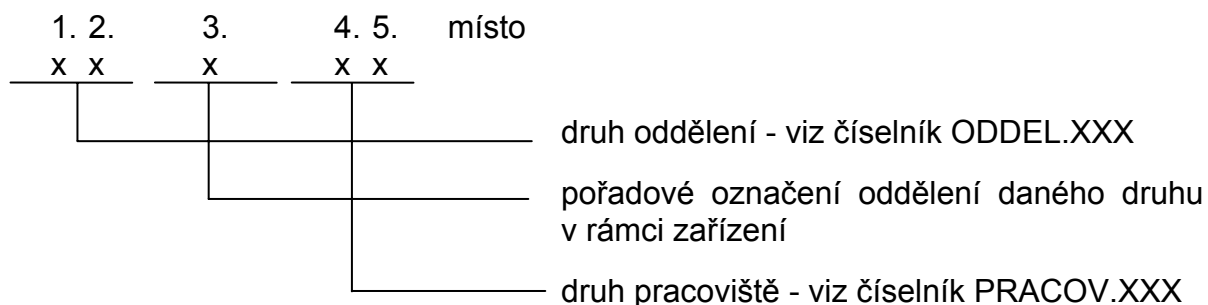 1. 2. 3. 4. 5. místo
x x x x x
druh oddělení - viz číselník ODDEL.XXX
pořadové označení oddělení daného druhu
v rámci zařízení
druh pracoviště - viz číselník PRACOV.XXX